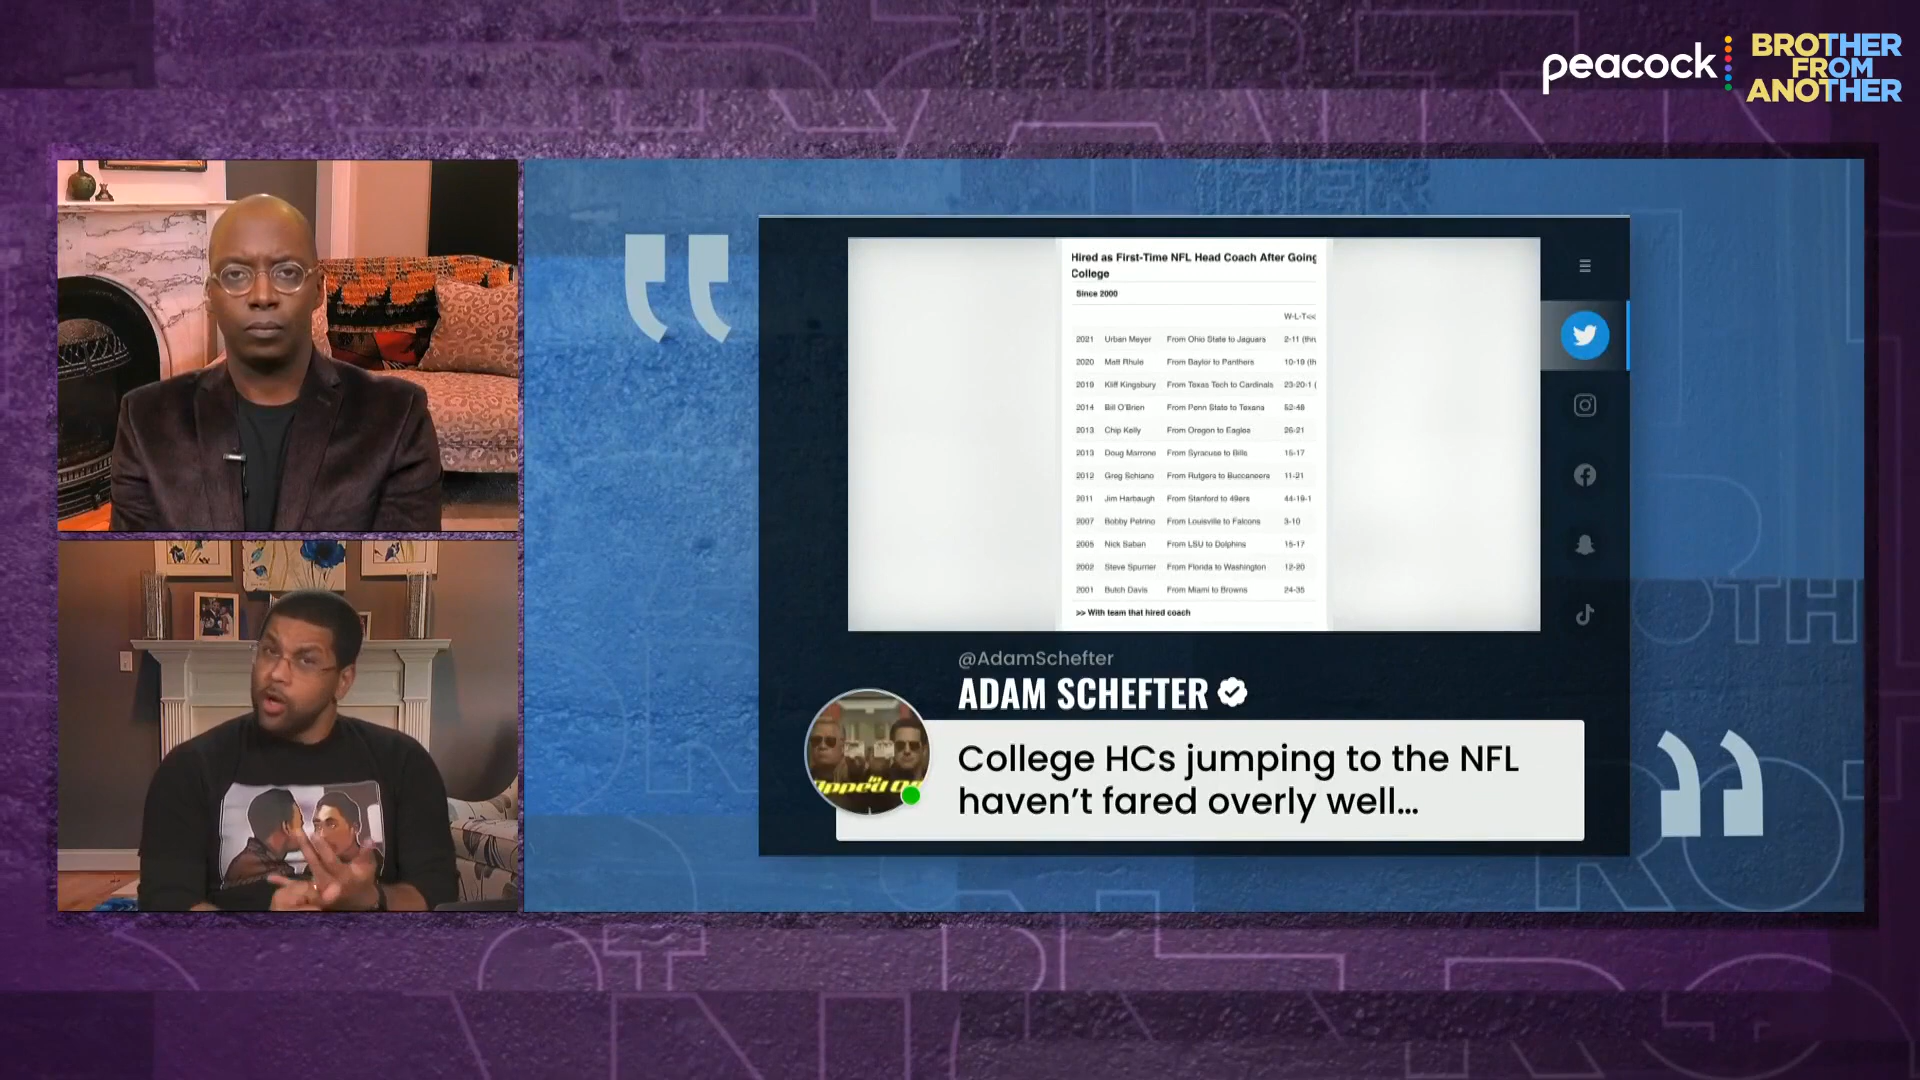 peacock
BROTHER
FROM
ANOTHER
Hired as First-Time NFL Head Coach After Going
College
Since 2000
W-L-T<<
2021 Urban Meyer From Ohio State to Jaguars 2-11 (thru
2020 Matt Rhule From Baylor to Panthers 10-19 (th
2019 Kliff Kingsbury From Texas Tech to Cardinals 23-20-1 (
2014 Bill O'Brien From Penn State to Texans 52-48
2013 Chip Kelly From Oregon to Eagles 26-21
2013 Doug Marrone From Syracuse to Bills 15-17
2012 Greg Schiano From Rutgers to Buccaneers 11-21
2011 Jim Harbaugh From Stanford to 49ers 44-19-1
2007 Bobby Petrino From Louisville to Falcons 3-10
2005 Nick Saban From LSU to Dolphins 15-17
2002 Steve Spurrier From Florida to Washington 12-20
2001 Butch Davis From Miami to Browns 24-35
>> With team that hired coach
@AdamSchefter
ADAM SCHEFTER
College HCs jumping to the NFL
haven't fared overly well...